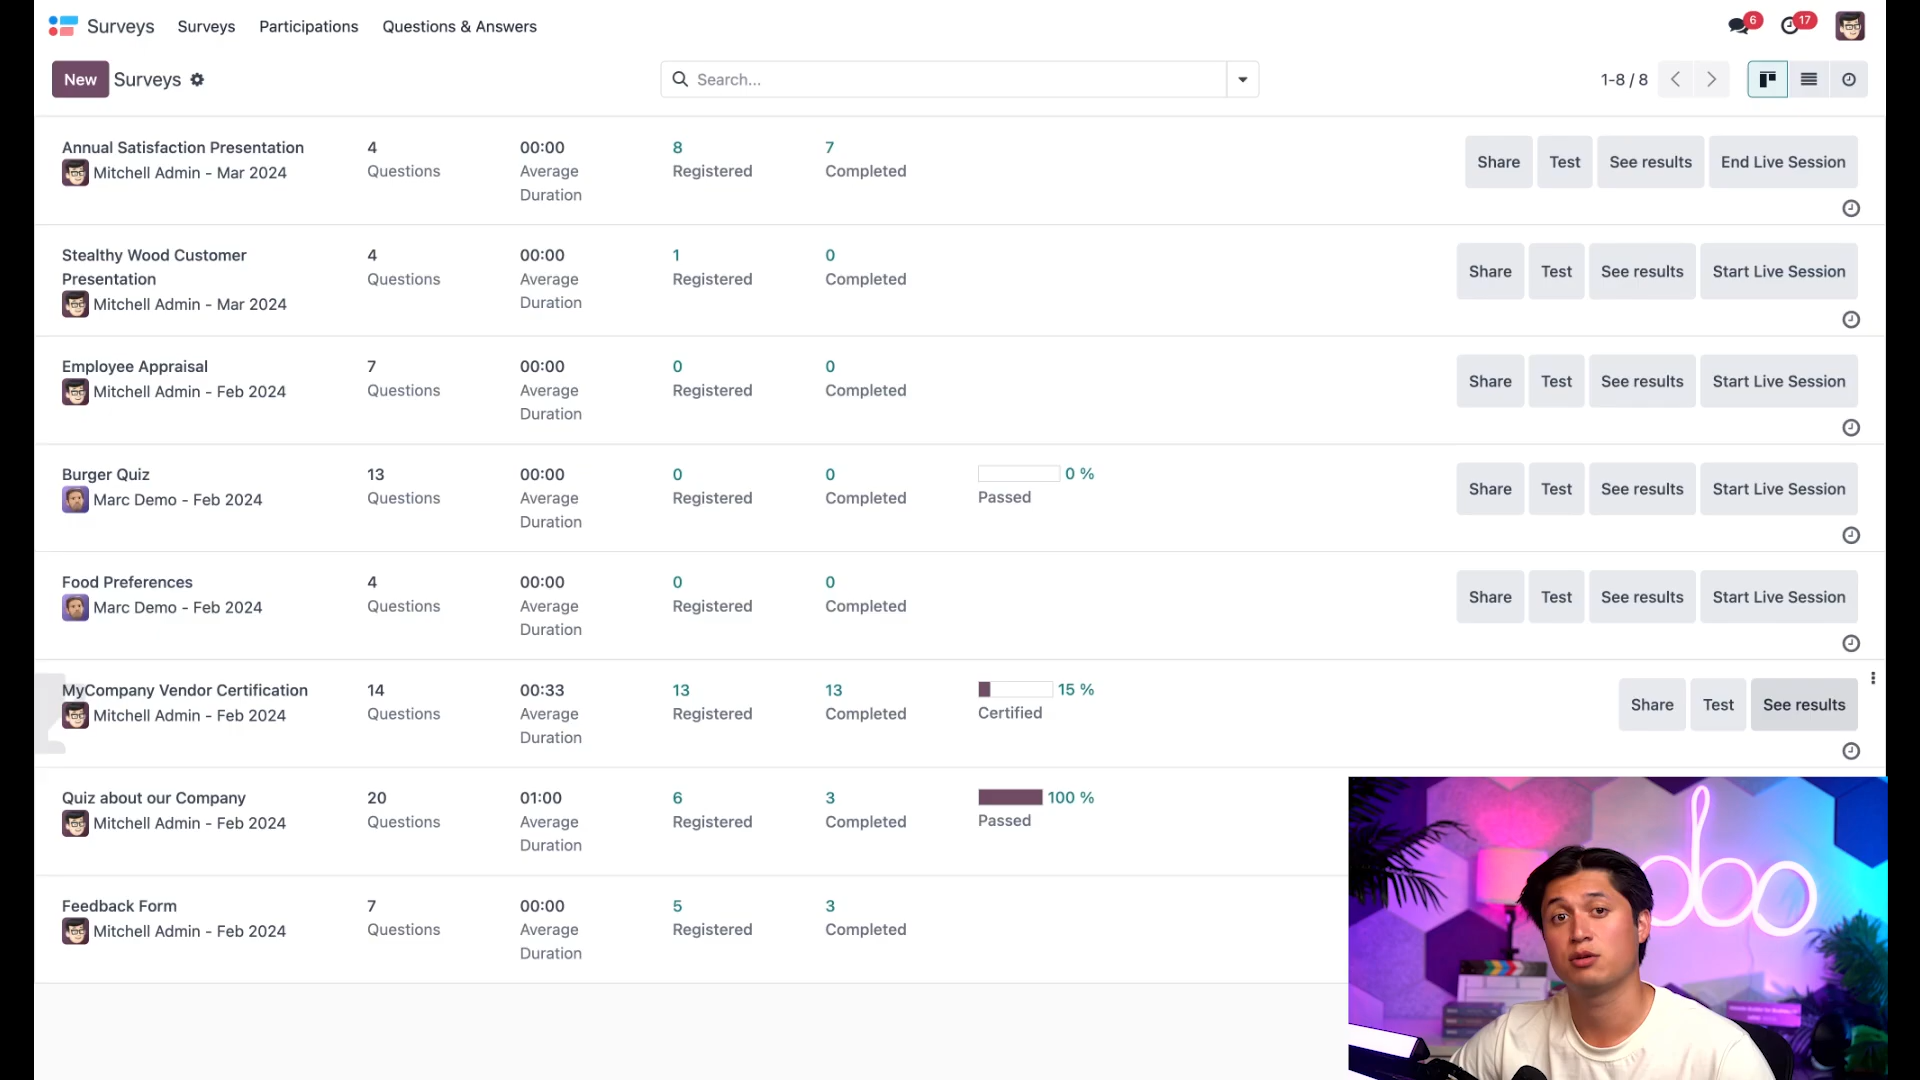 Surveys Surveys Participations Questions & Answers 6 17
New Surveys Search... 1-8 / 8
Annual Satisfaction Presentation
Mitchell Admin - Mar 2024
4
Questions
00:00
Average
Duration
8
Registered
7
Completed
Share Test See results End Live Session
Stealthy Wood Customer
Presentation
Mitchell Admin - Mar 2024
4
Questions
00:00
Average
Duration
1
Registered
0
Completed
Share Test See results Start Live Session
Employee Appraisal
Mitchell Admin - Feb 2024
7
Questions
00:00
Average
Duration
0
Registered
0
Completed
Share Test See results Start Live Session
Burger Quiz
Marc Demo - Feb 2024
13
Questions
00:00
Average
Duration
0
Registered
0
Completed
0 %
Passed
Share Test See results Start Live Session
Food Preferences
Marc Demo - Feb 2024
4
Questions
00:00
Average
Duration
0
Registered
0
Completed
Share Test See results Start Live Session
MyCompany Vendor Certification
Mitchell Admin - Feb 2024
14
Questions
00:33
Average
Duration
13
Registered
13
Completed
15 %
Certified
Share Test See results
Quiz about our Company
Mitchell Admin - Feb 2024
20
Questions
01:00
Average
Duration
6
Registered
3
Completed
100 %
Passed
Feedback Form
Mitchell Admin - Feb 2024
7
Questions
00:00
Average
Duration
5
Registered
3
Completed